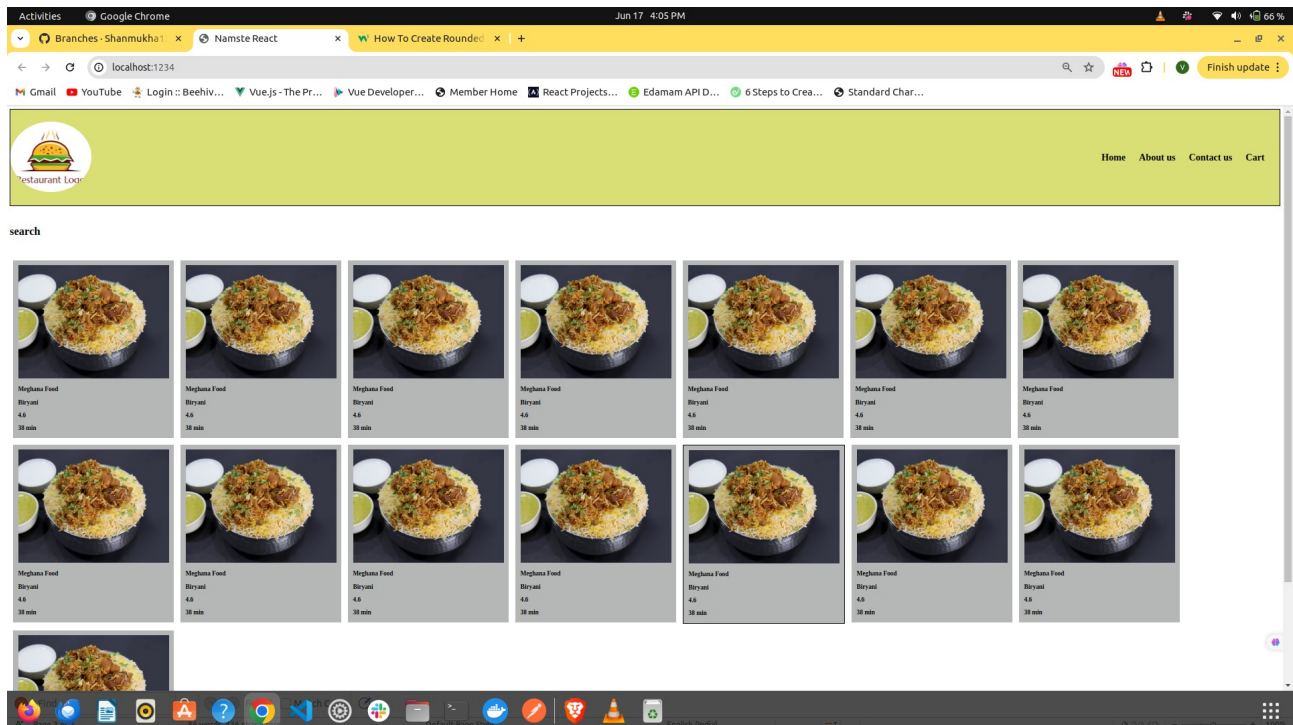 Activities Google Chrome Jun 17 4:05 PM 66 %
Branches · Shanmukha1 Namste React How To Create Rounded
localhost:1234 NEW V Finish update
Gmail YouTube Login :: Beehiv... Vue.js - The Pr... Vue Developer... Member Home React Projects... Edamam API D... 6 Steps to Crea... Standard Char...
Restaurant Logo
Home About us Contact us Cart
search
Meghana Food Meghana Food Meghana Food Meghana Food Meghana Food Meghana Food Meghana Food
Biryani Biryani Biryani Biryani Biryani Biryani Biryani
4.6 4.6 4.6 4.6 4.6 4.6 4.6
38 min 38 min 38 min 38 min 38 min 38 min 38 min
Meghana Food Meghana Food Meghana Food Meghana Food Meghana Food Meghana Food Meghana Food
Biryani Biryani Biryani Biryani Biryani Biryani Biryani
4.6 4.6 4.6 4.6 4.6 4.6 4.6
38 min 38 min 38 min 38 min 38 min 38 min 38 min